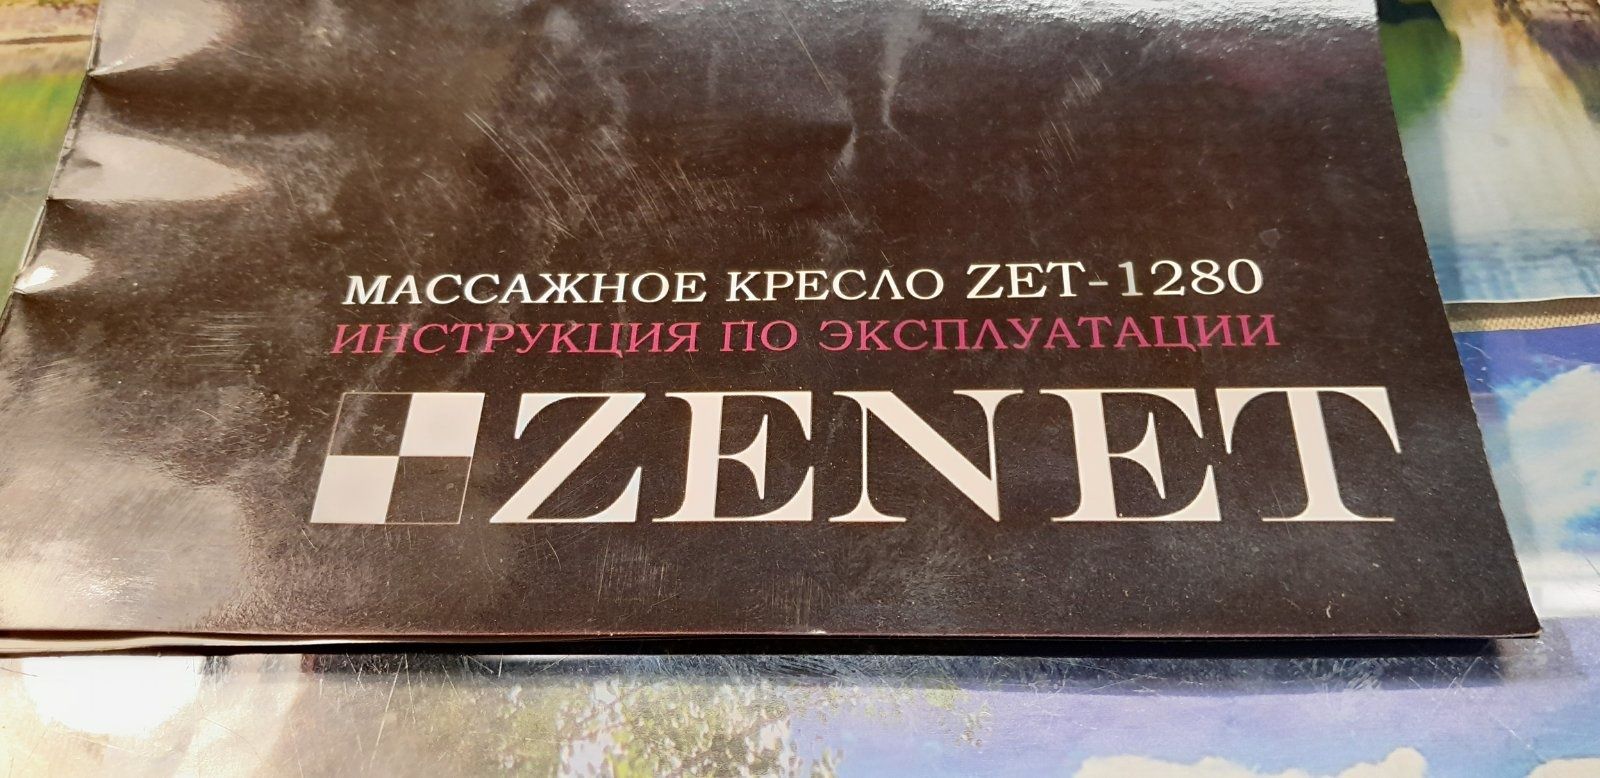 МАССАЖНОЕ КРЕСЛО ZET-1280
ИНСТРУКЦИЯ ПО ЭКСПЛУАТАЦИИ
ZENET